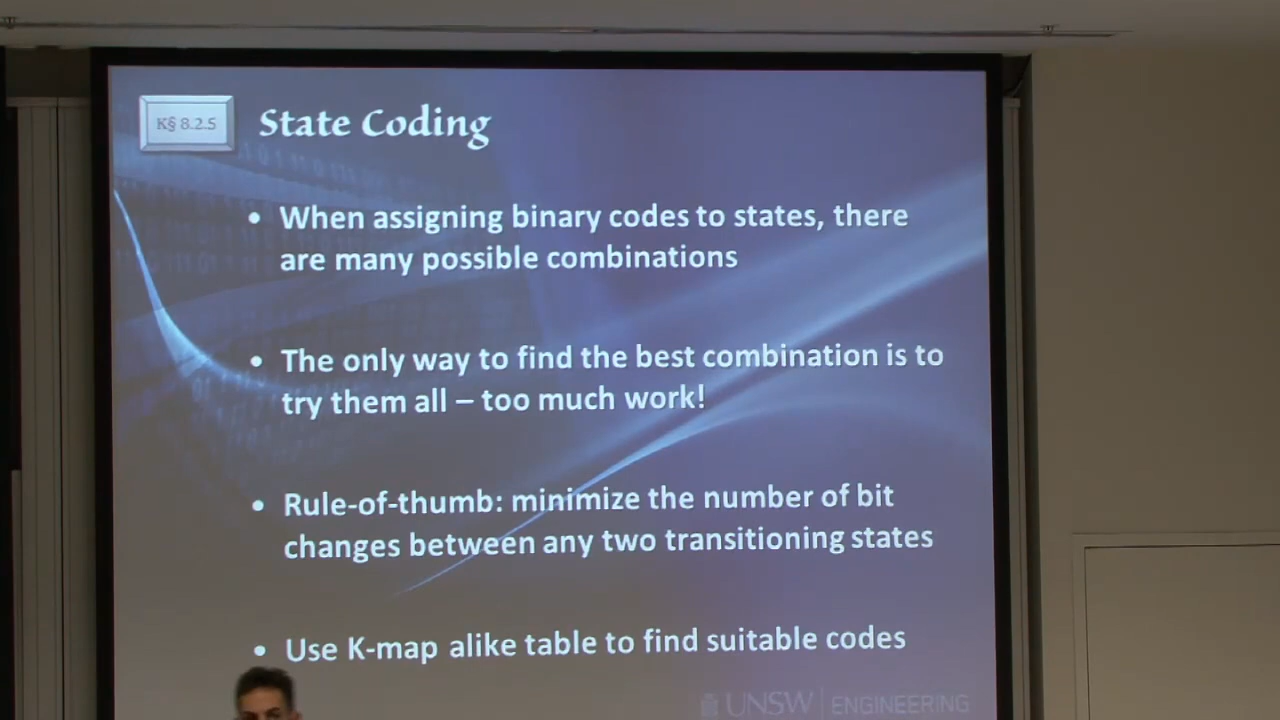 K§ 8.2.5
State Coding
• When assigning binary codes to states, there
are many possible combinations
• The only way to find the best combination is to
try them all – too much work!
• Rule-of-thumb: minimize the number of bit
changes between any two transitioning states
• Use K-map alike table to find suitable codes
UNSW | ENGINEERING